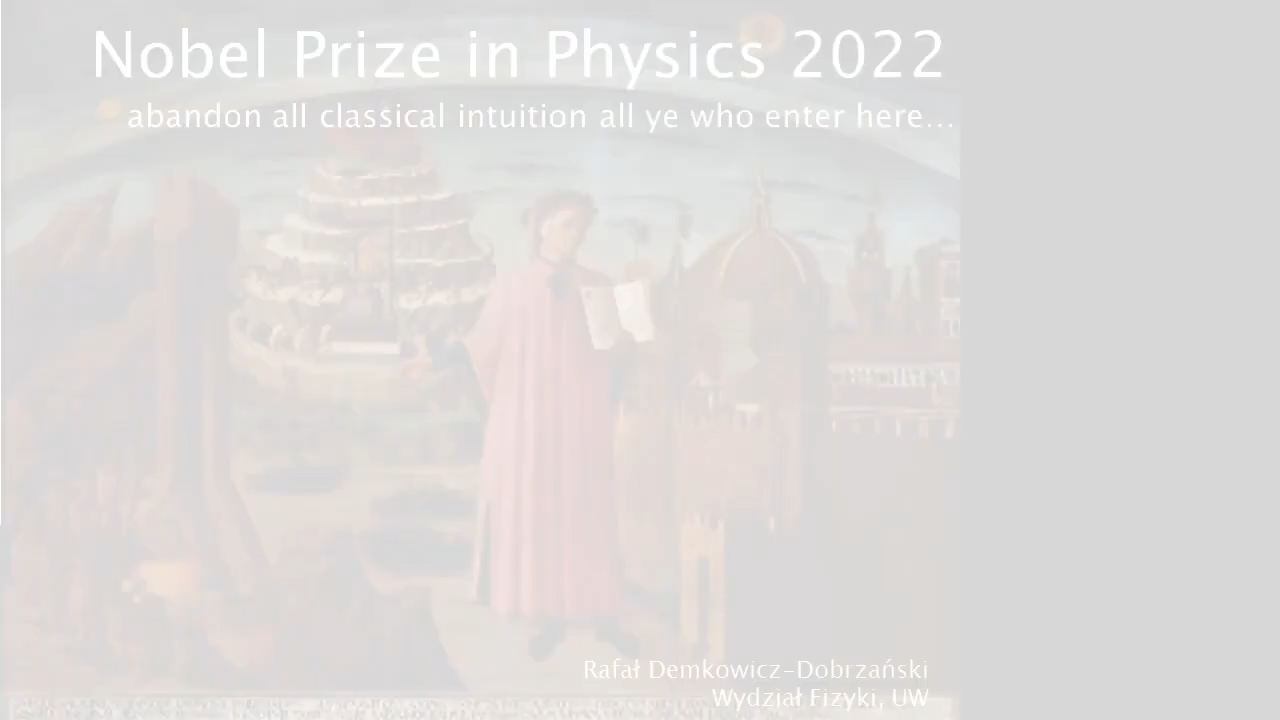 Nobel Prize in Physics 2022
abandon all classical intuition all ye who enter here...
Rafał Demkowicz-Dobrzański
Wydział Fizyki, UW